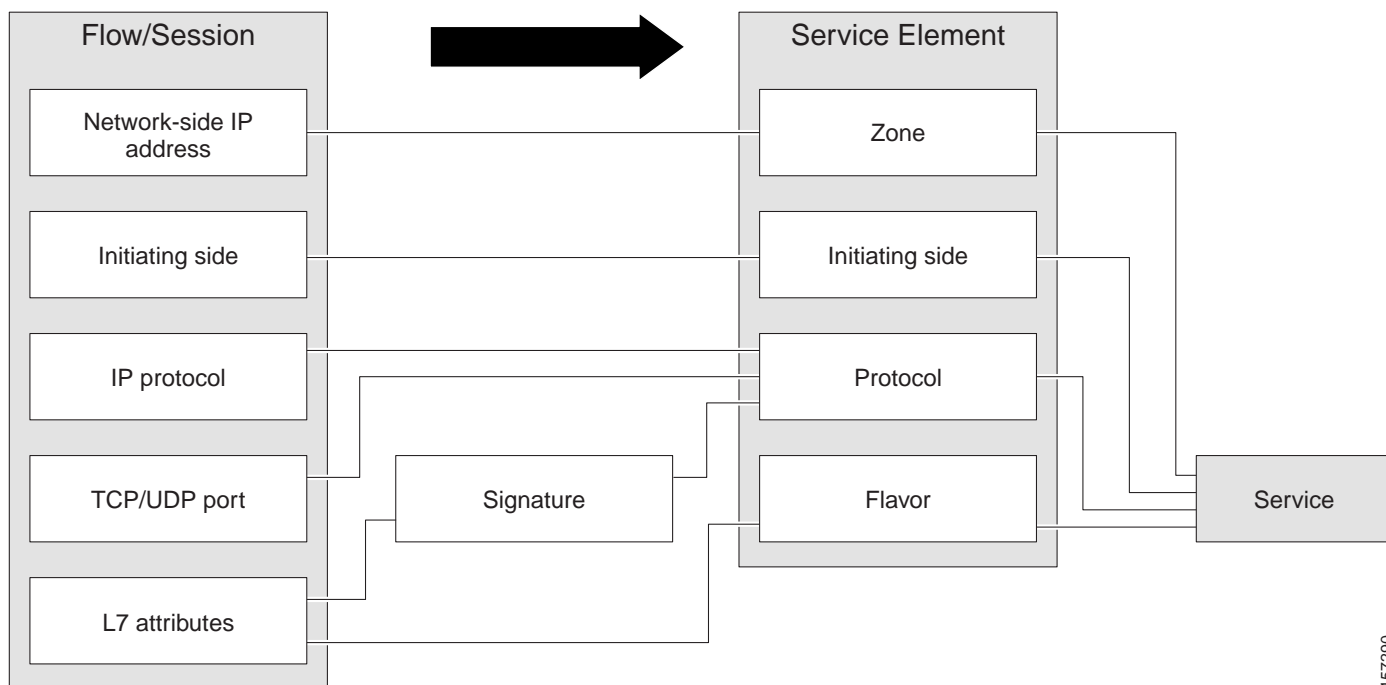 Flow/Session
Service Element
Network-side IP
address
Zone
Initiating side
Initiating side
IP protocol
Protocol
TCP/UDP port
Signature
Flavor
Service
L7 attributes